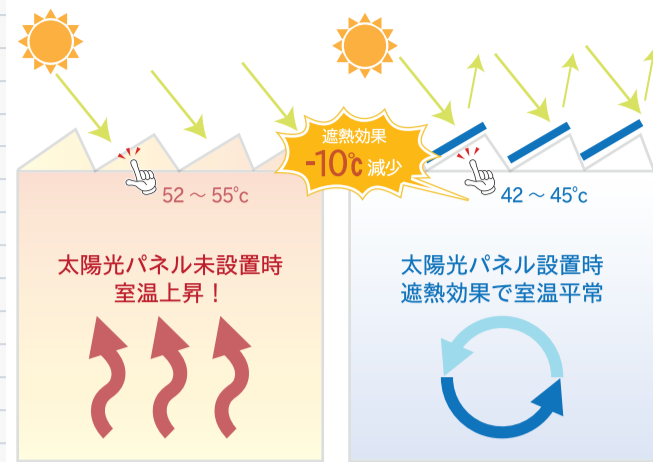 遮熱効果
-10℃ 減少
52 ~ 55℃
太陽光パネル未設置時
室温上昇！
42 ~ 45℃
太陽光パネル設置時
遮熱効果で室温平常